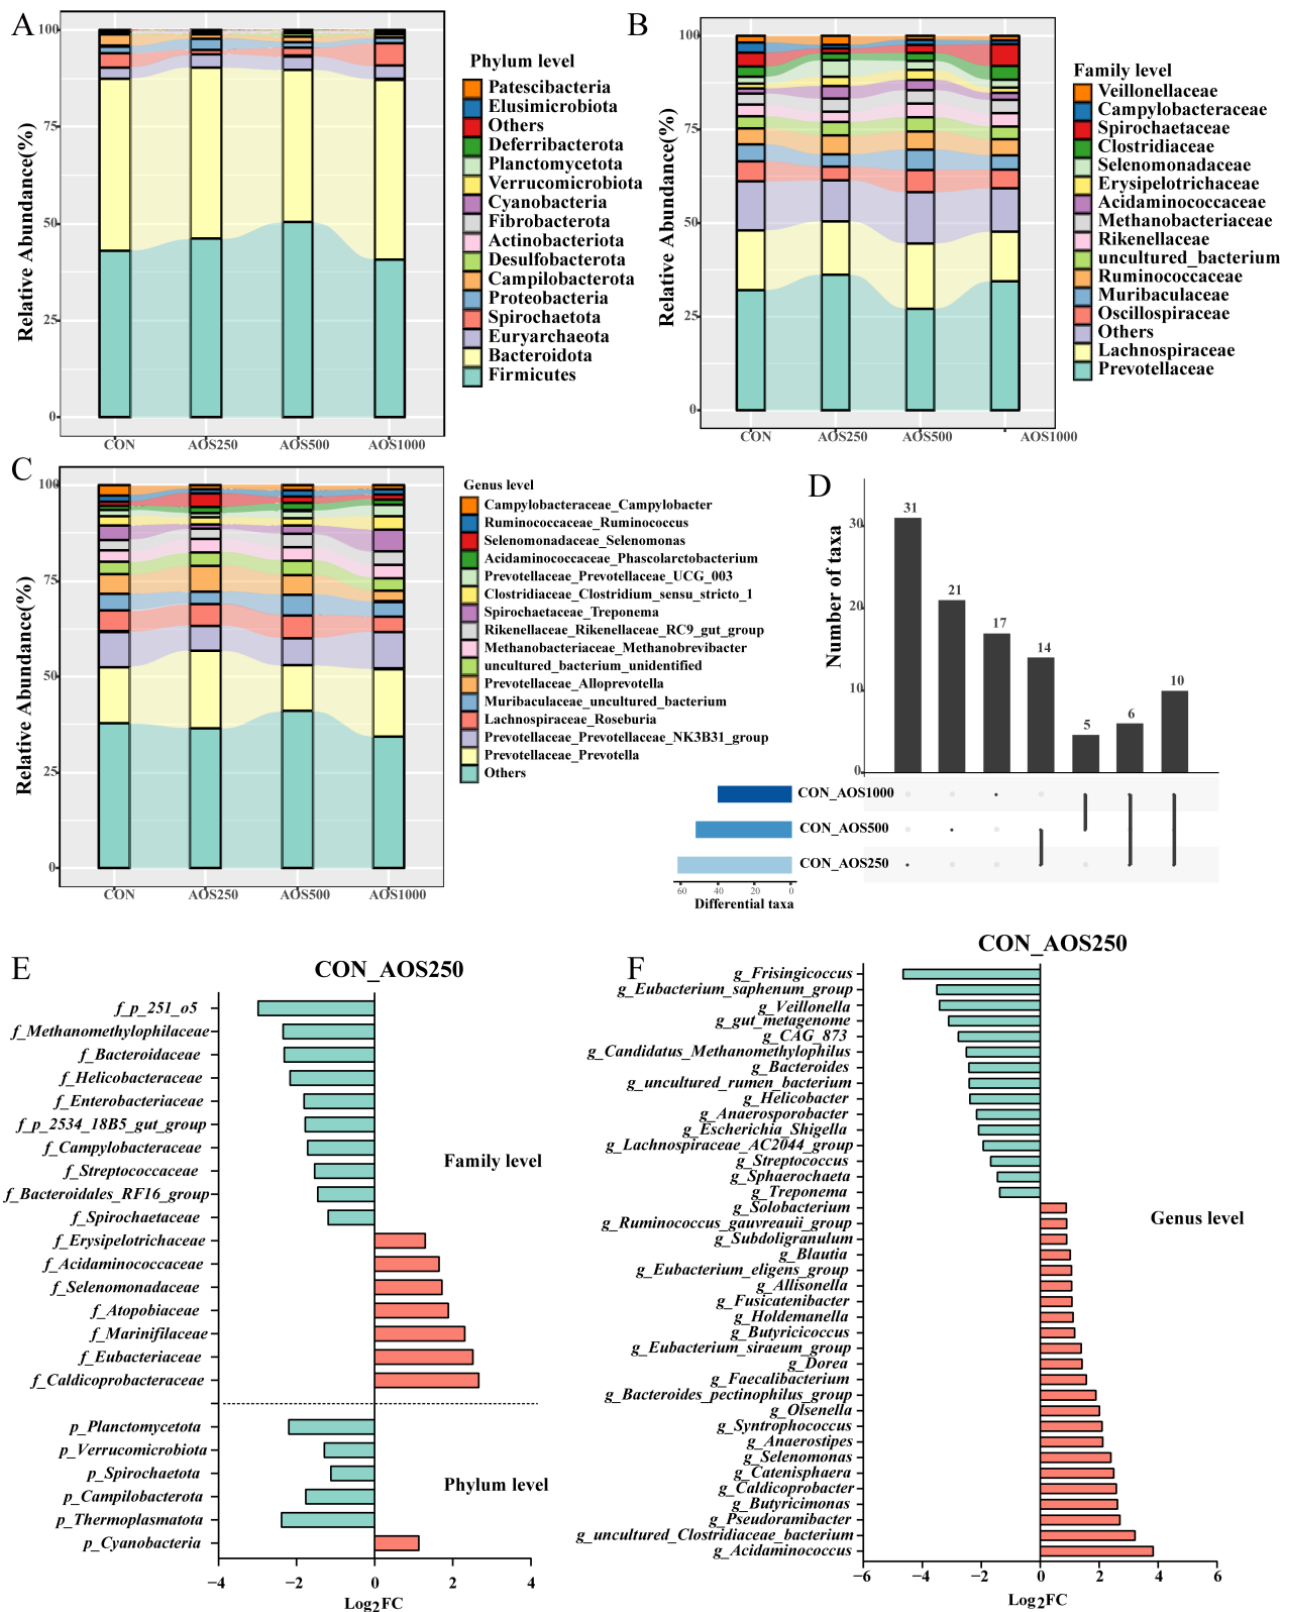 A
Relative Abundance(%)
100
75
50
25
0
CON
AOS250
AOS500
AOS1000
Phylum level
Patescibacteria
Elusimicrobiota
Others
Deferribacterota
Planctomycetota
Verrucomicrobiota
Cyanobacteria
Fibrobacterota
Actinobacteriota
Desulfobacterota
Campilobacterota
Proteobacteria
Spirochaetota
Euryarchaeota
Bacteroidota
Firmicutes
B
Relative Abundance(%)
100
75
50
25
0
CON
AOS250
AOS500
AOS1000
Family level
Veillonellaceae
Campylobacteraceae
Spirochaetaceae
Clostridiaceae
Selenomonadaceae
Erysipelotrichaceae
Acidaminococcaceae
Methanobacteriaceae
Rikenellaceae
uncultured_bacterium
Ruminococcaceae
Muribaculaceae
Oscillospiraceae
Others
Lachnospiraceae
Prevotellaceae
C
Relative Abundance(%)
100
75
50
25
0
CON
AOS250
AOS500
AOS1000
Genus level
Campylobacteraceae_Campylobacter
Ruminococcaceae_Ruminococcus
Selenomonadaceae_Selenomonas
Acidaminococcaceae_Phascolarctobacterium
Prevotellaceae_Prevotellaceae_UCG_003
Clostridiaceae_Clostridium_sensu_stricto_1
Spirochaetaceae_Treponema
Rikenellaceae_Rikenellaceae_RC9_gut_group
Methanobacteriaceae_Methanobrevibacter
uncultured_bacterium_unidentified
Prevotellaceae_Alloprevotella
Muribaculaceae_uncultured_bacterium
Lachnospiraceae_Roseburia
Prevotellaceae_Prevotellaceae_NK3B31_group
Prevotellaceae_Prevotella
Others
D
Number of taxa
30
20
10
0
31
21
17
14
5
6
10
CON_AOS1000
CON_AOS500
CON_AOS250
60
40
20
0
Differential taxa
E
CON_AOS250
f_p_251_o5
f_Methanomethylophilaceae
f_Bacteroidaceae
f_Helicobacteraceae
f_Enterobacteriaceae
f_p_2534_18B5_gut_group
f_Campylobacteraceae
f_Streptococcaceae
f_Bacteroidales_RF16_group
f_Spirochaetaceae
f_Erysipelotrichaceae
f_Acidaminococcaceae
f_Selenomonadaceae
f_Atopobiaceae
f_Marinifilaceae
f_Eubacteriaceae
f_Caldicoprobacteraceae
Family level
p_Planctomycetota
p_Verrucomicrobiota
p_Spirochaetota
p_Campilobacterota
p_Thermoplasmatota
p_Cyanobacteria
Phylum level
−4
−2
0
2
4
Log2FC
F
CON_AOS250
g_Frisingicoccus
g_Eubacterium_saphenum_group
g_Veillonella
g_gut_metagenome
g_CAG_873
g_Candidatus_Methanomethylophilus
g_Bacteroides
g_uncultured_rumen_bacterium
g_Helicobacter
g_Anaerosporobacter
g_Escherichia_Shigella
g_Lachnospiraceae_AC2044_group
g_Streptococcus
g_Sphaerochaeta
g_Treponema
g_Solobacterium
g_Ruminococcus_gauvreauii_group
g_Subdoligranulum
g_Blautia
g_Eubacterium_eligens_group
g_Allisonella
g_Fusicatenibacter
g_Holdemanella
g_Butyricicoccus
g_Eubacterium_siraeum_group
g_Dorea
g_Faecalibacterium
g_Bacteroides_pectinophilus_group
g_Olsenella
g_Syntrophococcus
g_Anaerostipes
g_Selenomonas
g_Catenisphaera
g_Caldicoprobacter
g_Butyricimonas
g_Pseudoramibacter
g_uncultured_Clostridiaceae_bacterium
g_Acidaminococcus
Genus level
−6
−4
−2
0
2
4
6
Log2FC